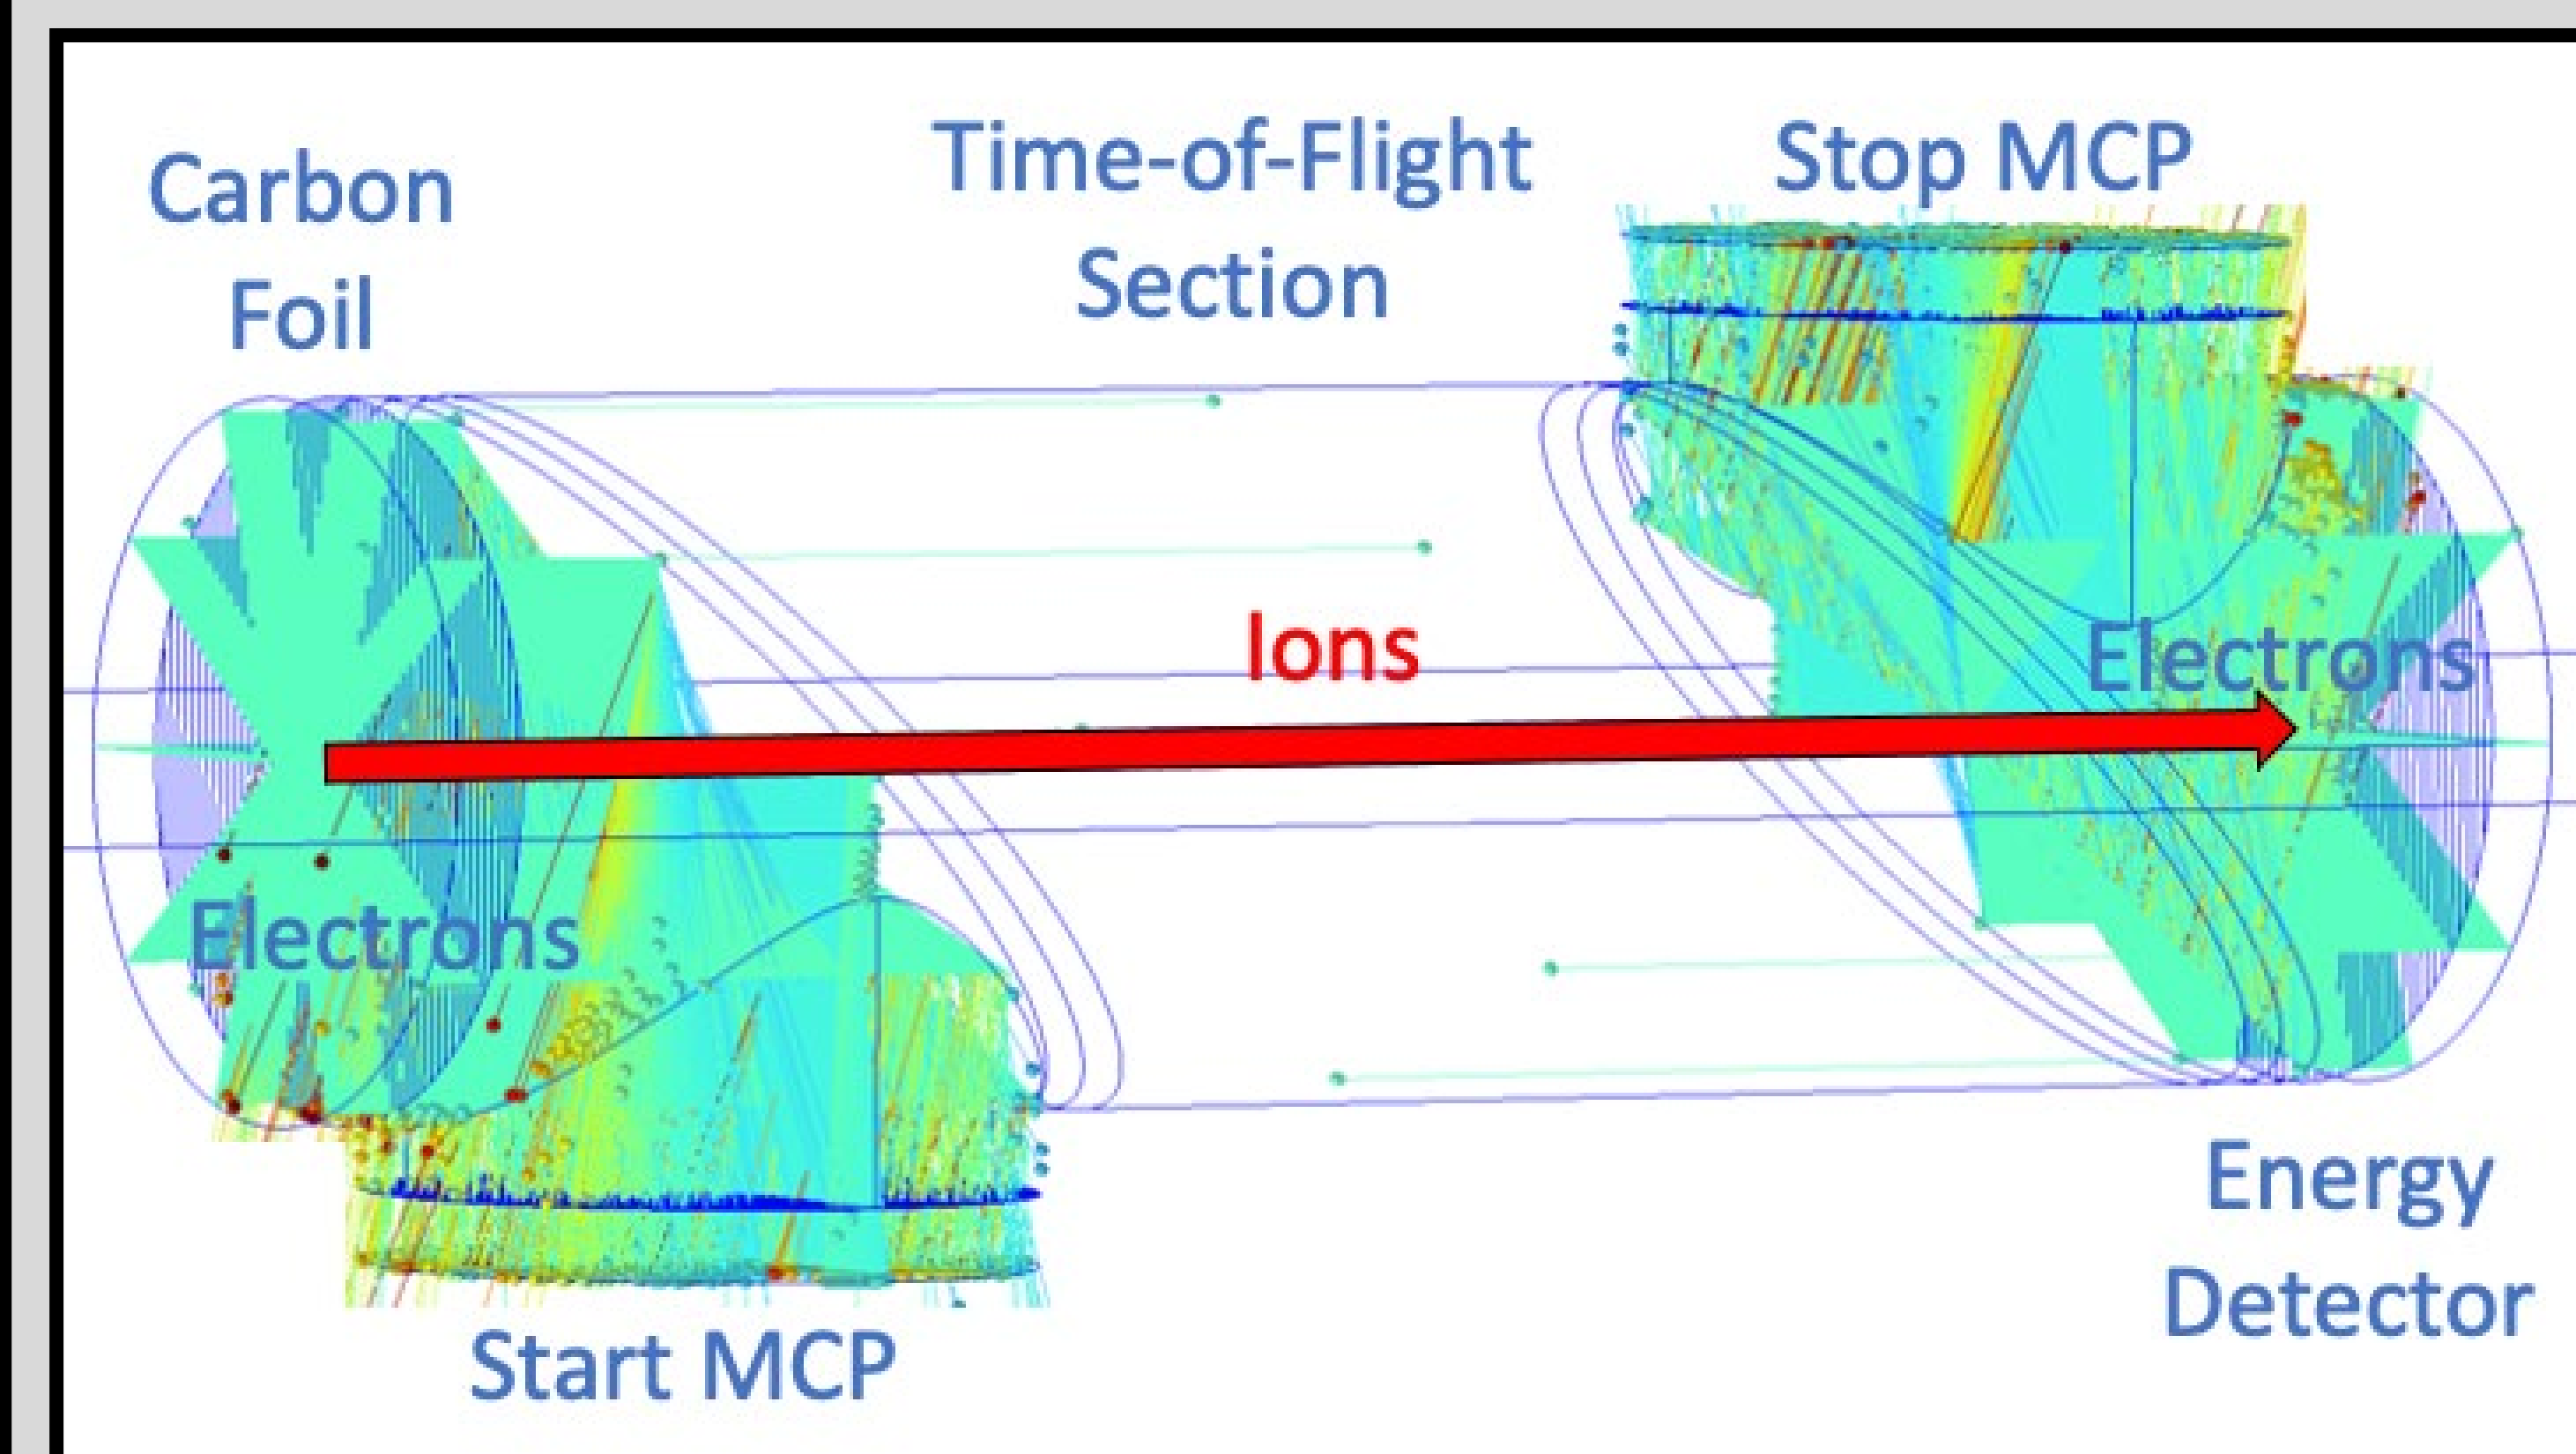 Carbon
Foil
Time-of-Flight
Section
Stop MCP
Ions
Electrons
Electrons
Energy
Detector
Start MCP